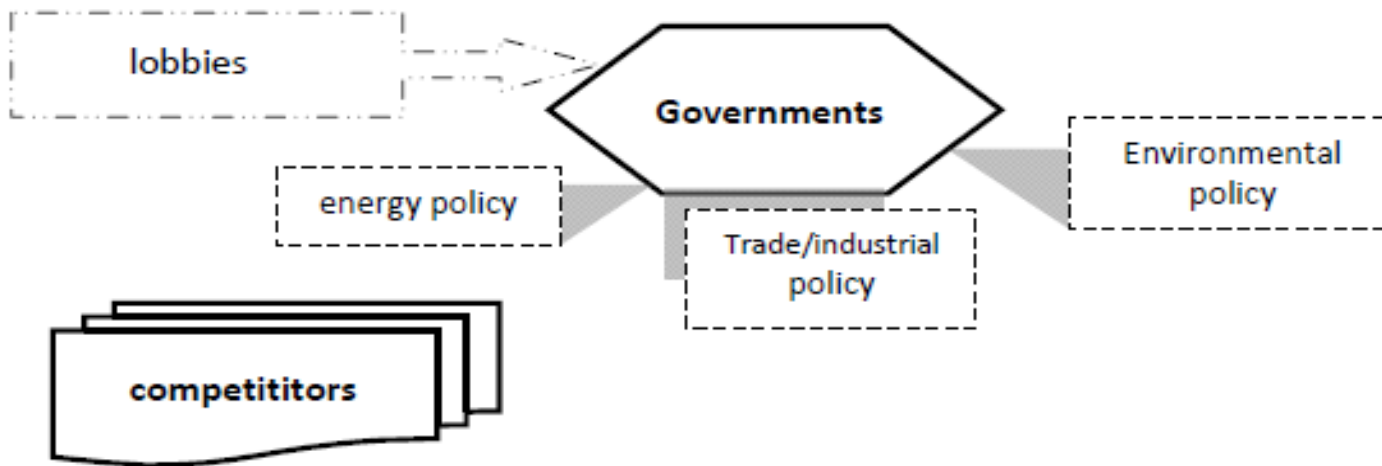 lobbies
Governments
Environmental
policy
energy policy
Trade/industrial
policy
competititors